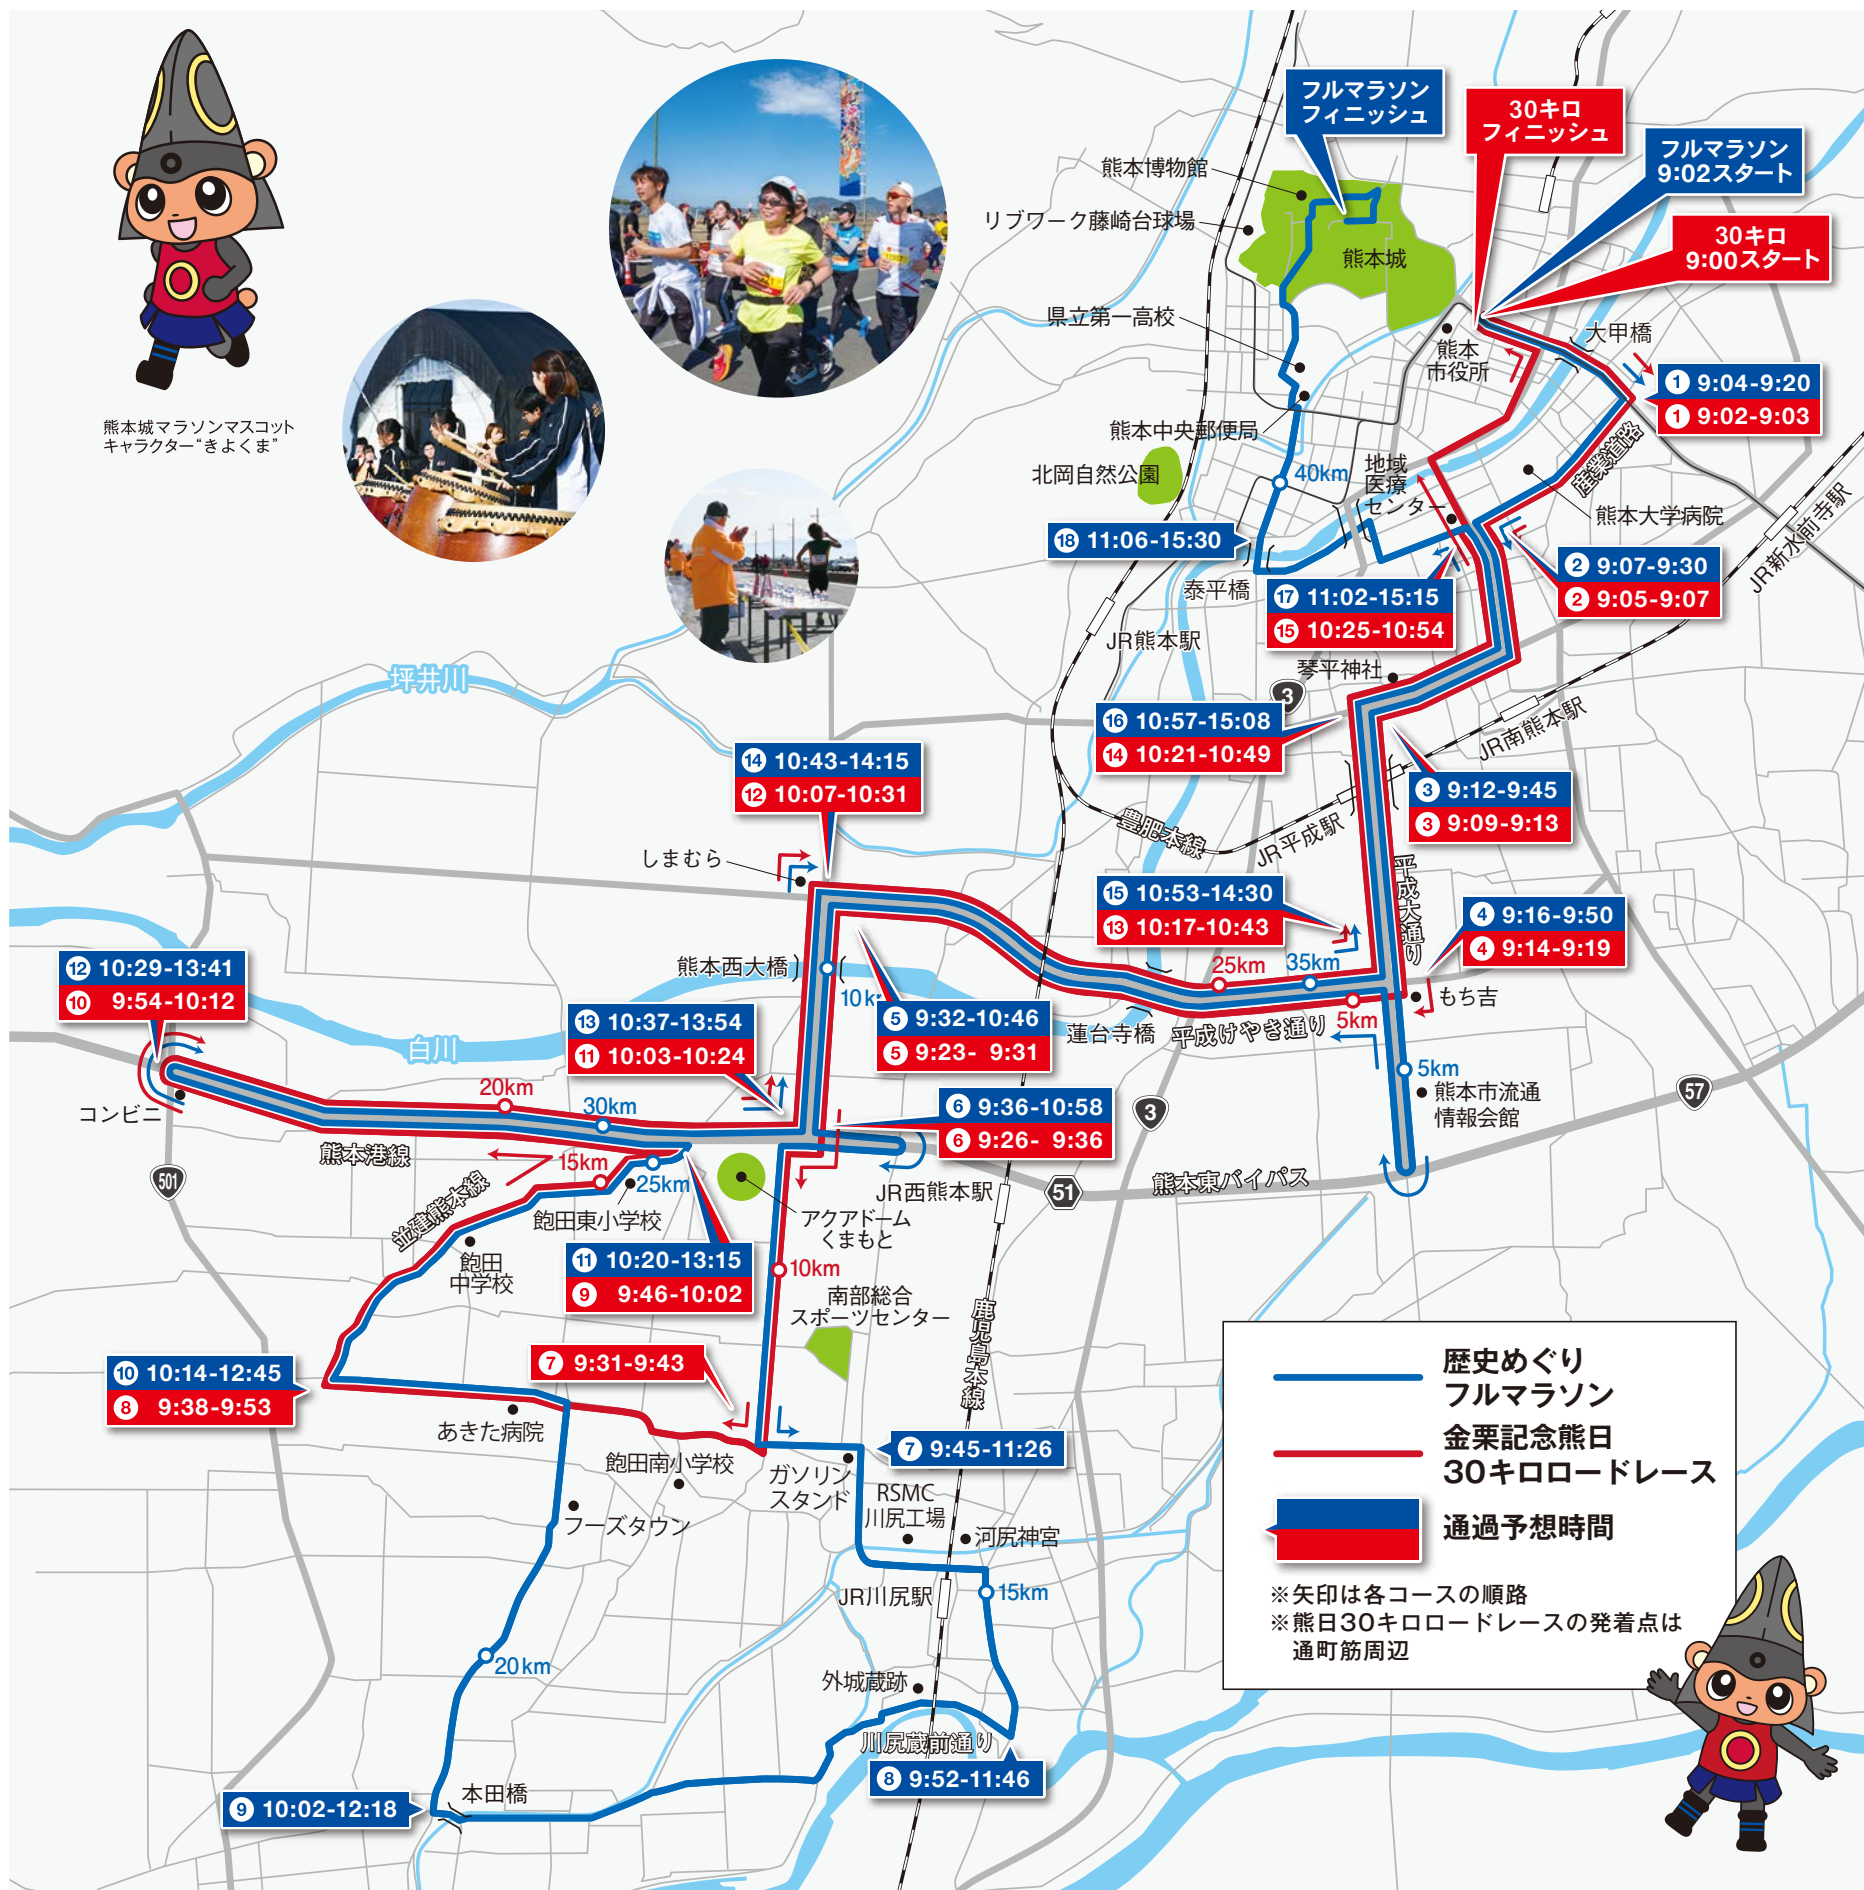 熊本城マラソンマスコット
キャラクター“きよくま”
フルマラソン
フィニッシュ
30キロ
フィニッシュ
フルマラソン
9:02スタート
30キロ
9:00スタート
熊本博物館
リブワーク藤崎台球場
熊本城
県立第一高校
熊本
市役所
大甲橋
① 9:04-9:20
① 9:02-9:03
熊本中央郵便局
北岡自然公園
40km
地域
医療
センター
産業道路
熊本大学病院
JR新水前寺駅
⑱ 11:06-15:30
泰平橋
② 9:07-9:30
② 9:05-9:07
⑰ 11:02-15:15
⑮ 10:25-10:54
JR熊本駅
琴平神社
3
坪井川
⑯ 10:57-15:08
⑭ 10:21-10:49
JR南熊本駅
⑭ 10:43-14:15
⑫ 10:07-10:31
③ 9:12-9:45
③ 9:09-9:13
豊肥本線
JR平成駅
しまむら
平成大通り
⑮ 10:53-14:30
⑬ 10:17-10:43
④ 9:16-9:50
④ 9:14-9:19
⑫ 10:29-13:41
⑩ 9:54-10:12
熊本西大橋
25km
35km
10k
もち吉
⑬ 10:37-13:54
⑪ 10:03-10:24
⑤ 9:32-10:46
⑤ 9:23- 9:31
蓮台寺橋
平成けやき通り
5km
白川
5km
熊本市流通
情報会館
57
コンビニ
20km
30km
⑥ 9:36-10:58
⑥ 9:26- 9:36
3
熊本港線
15km
25km
501
並建熊本線
JR西熊本駅
51
熊本東バイパス
飽田東小学校
アクアドーム
くまもと
飽田
中学校
⑪ 10:20-13:15
⑨ 9:46-10:02
10km
南部総合
スポーツセンター
鹿児島本線
⑩ 10:14-12:45
⑧ 9:38-9:53
⑦ 9:31-9:43
あきた病院
飽田南小学校
⑦ 9:45-11:26
ガソリン
スタンド
RSMC
川尻工場
河尻神宮
フーズタウン
JR川尻駅
15km
20km
外城蔵跡
川尻蔵前通り
⑧ 9:52-11:46
本田橋
⑨ 10:02-12:18
歴史めぐり
フルマラソン
金栗記念熊日
30キロロードレース
通過予想時間
※矢印は各コースの順路
※熊日30キロロードレースの発着点は
通町筋周辺